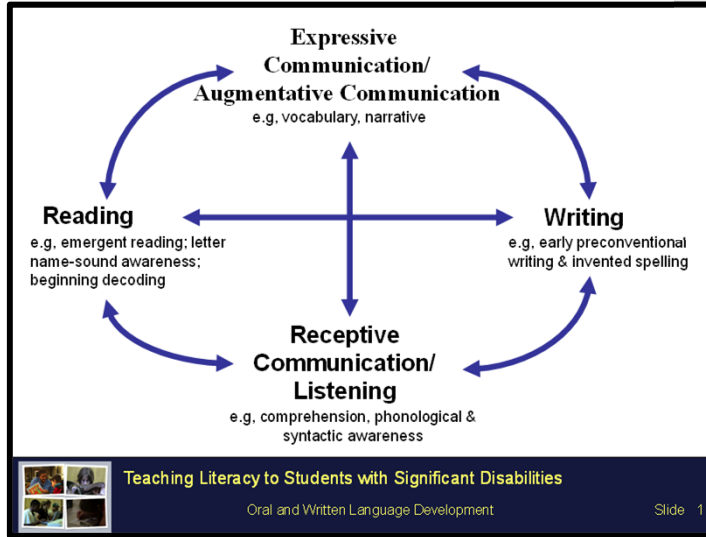 Expressive
Communication/
Augmentative Communication
e.g, vocabulary, narrative
Reading
e.g, emergent reading; letter
name-sound awareness;
beginning decoding
Writing
e.g, early preconventional
writing & invented spelling
Receptive
Communication/
Listening
e.g, comprehension, phonological &
syntactic awareness
Teaching Literacy to Students with Significant Disabilities
Oral and Written Language Development
Slide 1